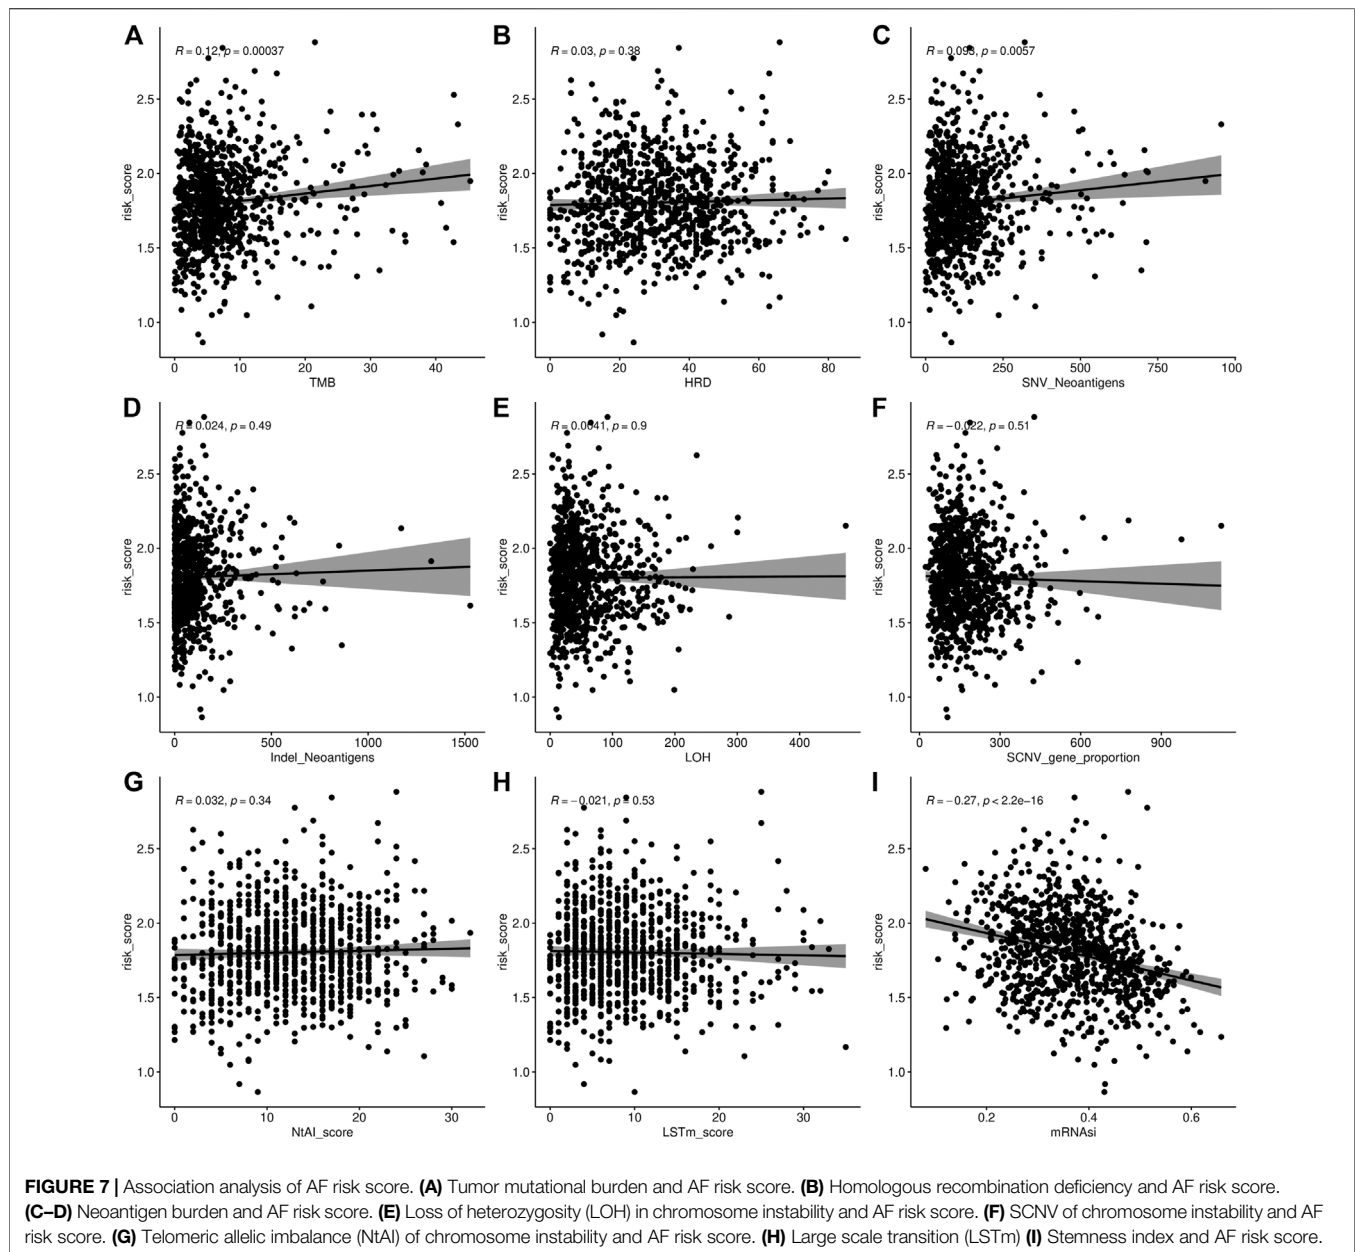 A
R = 0.12, p = 0.00037
risk_score
2.5
2.0
1.5
1.0
0 10 20 30 40
TMB
B
R = 0.03, p = 0.38
risk_score
2.5
2.0
1.5
1.0
0 20 40 60 80
HRD
C
R = 0.093, p = 0.0057
risk_score
2.5
2.0
1.5
1.0
0 250 500 750 100
SNV_Neoantigens
D
R = 0.024, p = 0.49
risk_score
2.5
2.0
1.5
1.0
0 500 1000 1500
Indel_Neoantigens
E
R = 0.0041, p = 0.9
risk_score
2.5
2.0
1.5
1.0
0 100 200 300 400
LOH
F
R = −0.022, p = 0.51
risk_score
2.5
2.0
1.5
1.0
0 300 600 900
SCNV_gene_proportion
G
R = 0.032, p = 0.34
risk_score
2.5
2.0
1.5
1.0
0 10 20 30
NtAI_score
H
R = −0.021, p = 0.53
risk_score
2.5
2.0
1.5
1.0
0 10 20 30
LSTm_score
I
R = −0.27, p < 2.2e−16
risk_score
2.5
2.0
1.5
1.0
0.2 0.4 0.6
mRNAsi
FIGURE 7 | Association analysis of AF risk score. (A) Tumor mutational burden and AF risk score. (B) Homologous recombination deficiency and AF risk score.
(C–D) Neoantigen burden and AF risk score. (E) Loss of heterozygosity (LOH) in chromosome instability and AF risk score. (F) SCNV of chromosome instability and AF
risk score. (G) Telomeric allelic imbalance (NtAI) of chromosome instability and AF risk score. (H) Large scale transition (LSTm) (I) Stemness index and AF risk score.